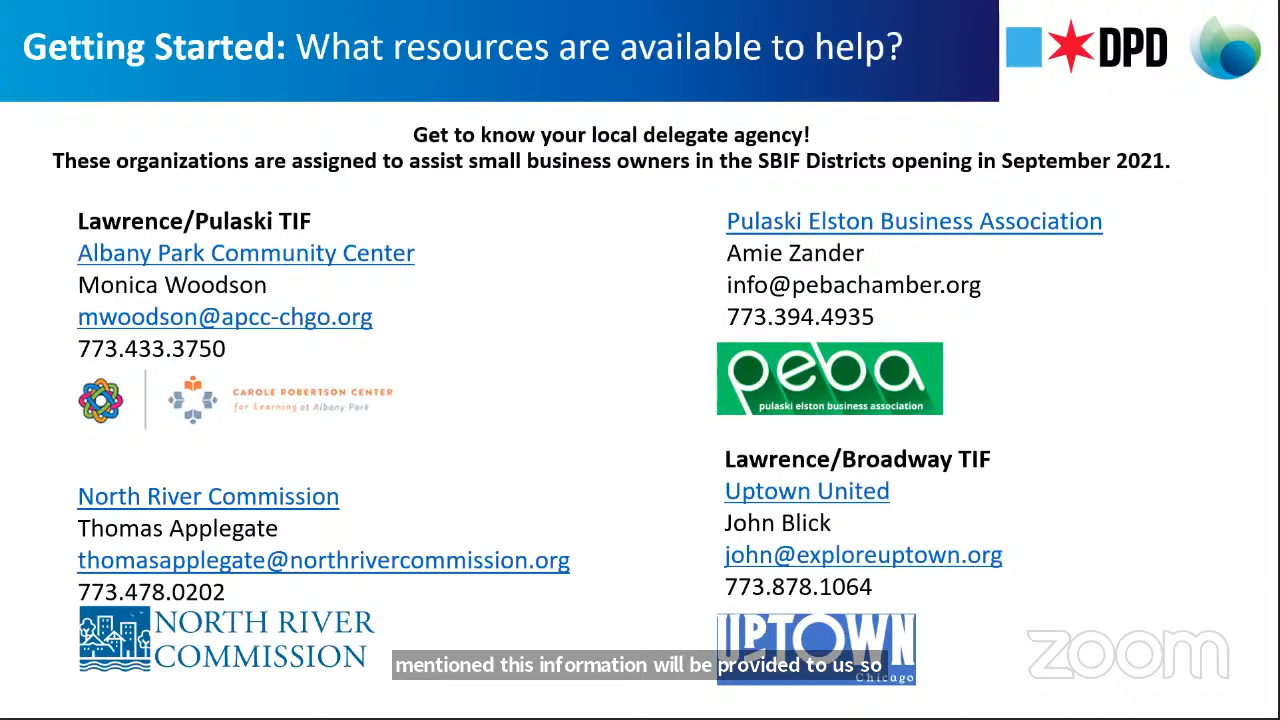 Getting Started: What resources are available to help?
DPD
Get to know your local delegate agency!
These organizations are assigned to assist small business owners in the SBIF Districts opening in September 2021.
Lawrence/Pulaski TIF
Albany Park Community Center
Monica Woodson
mwoodson@apcc-chgo.org
773.433.3750
CAROLE ROBERTSON CENTER
for Learning at Albany Park
North River Commission
Thomas Applegate
thomasapplegate@northrivercommission.org
773.478.0202
NORTH RIVER
COMMISSION
Pulaski Elston Business Association
Amie Zander
info@pebachamber.org
773.394.4935
peba
pulaski elston business association
Lawrence/Broadway TIF
Uptown United
John Blick
john@exploreuptown.org
773.878.1064
UPTOWN
Chicago
mentioned this information will be provided to us so
zoom